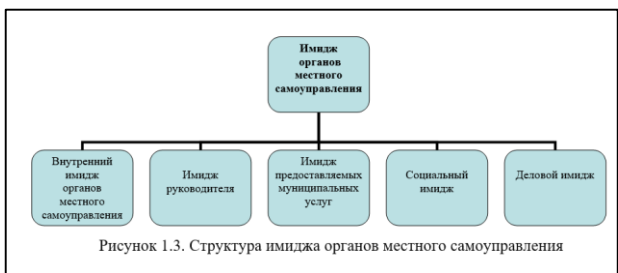 Имидж
органов
местного
самоуправления
Внутренний
имидж
органов
местного
самоуправления
Имидж
руководителя
Имидж
предоставляемых
муниципальных
услуг
Социальный
имидж
Деловой имидж
Рисунок 1.3. Структура имиджа органов местного самоуправления